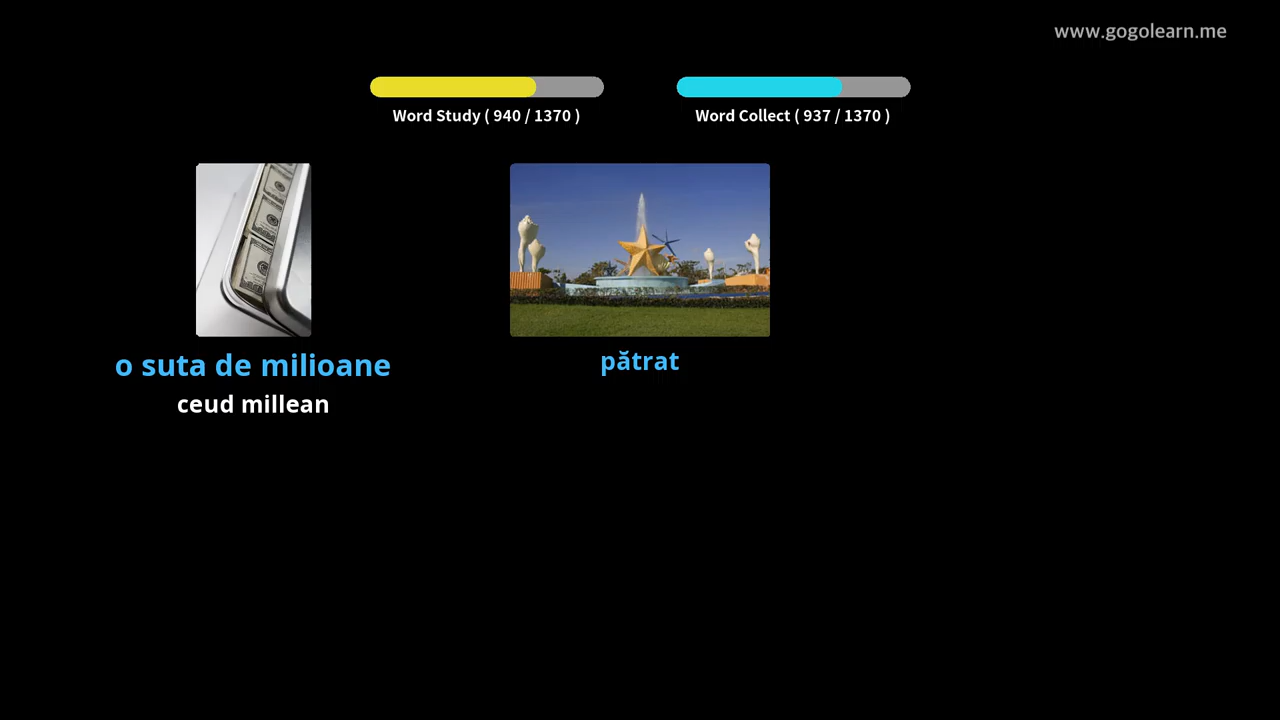 www.gogolearn.me
Word Study ( 940 / 1370 )
Word Collect ( 937 / 1370 )
o suta de milioane
ceud millean
pătrat